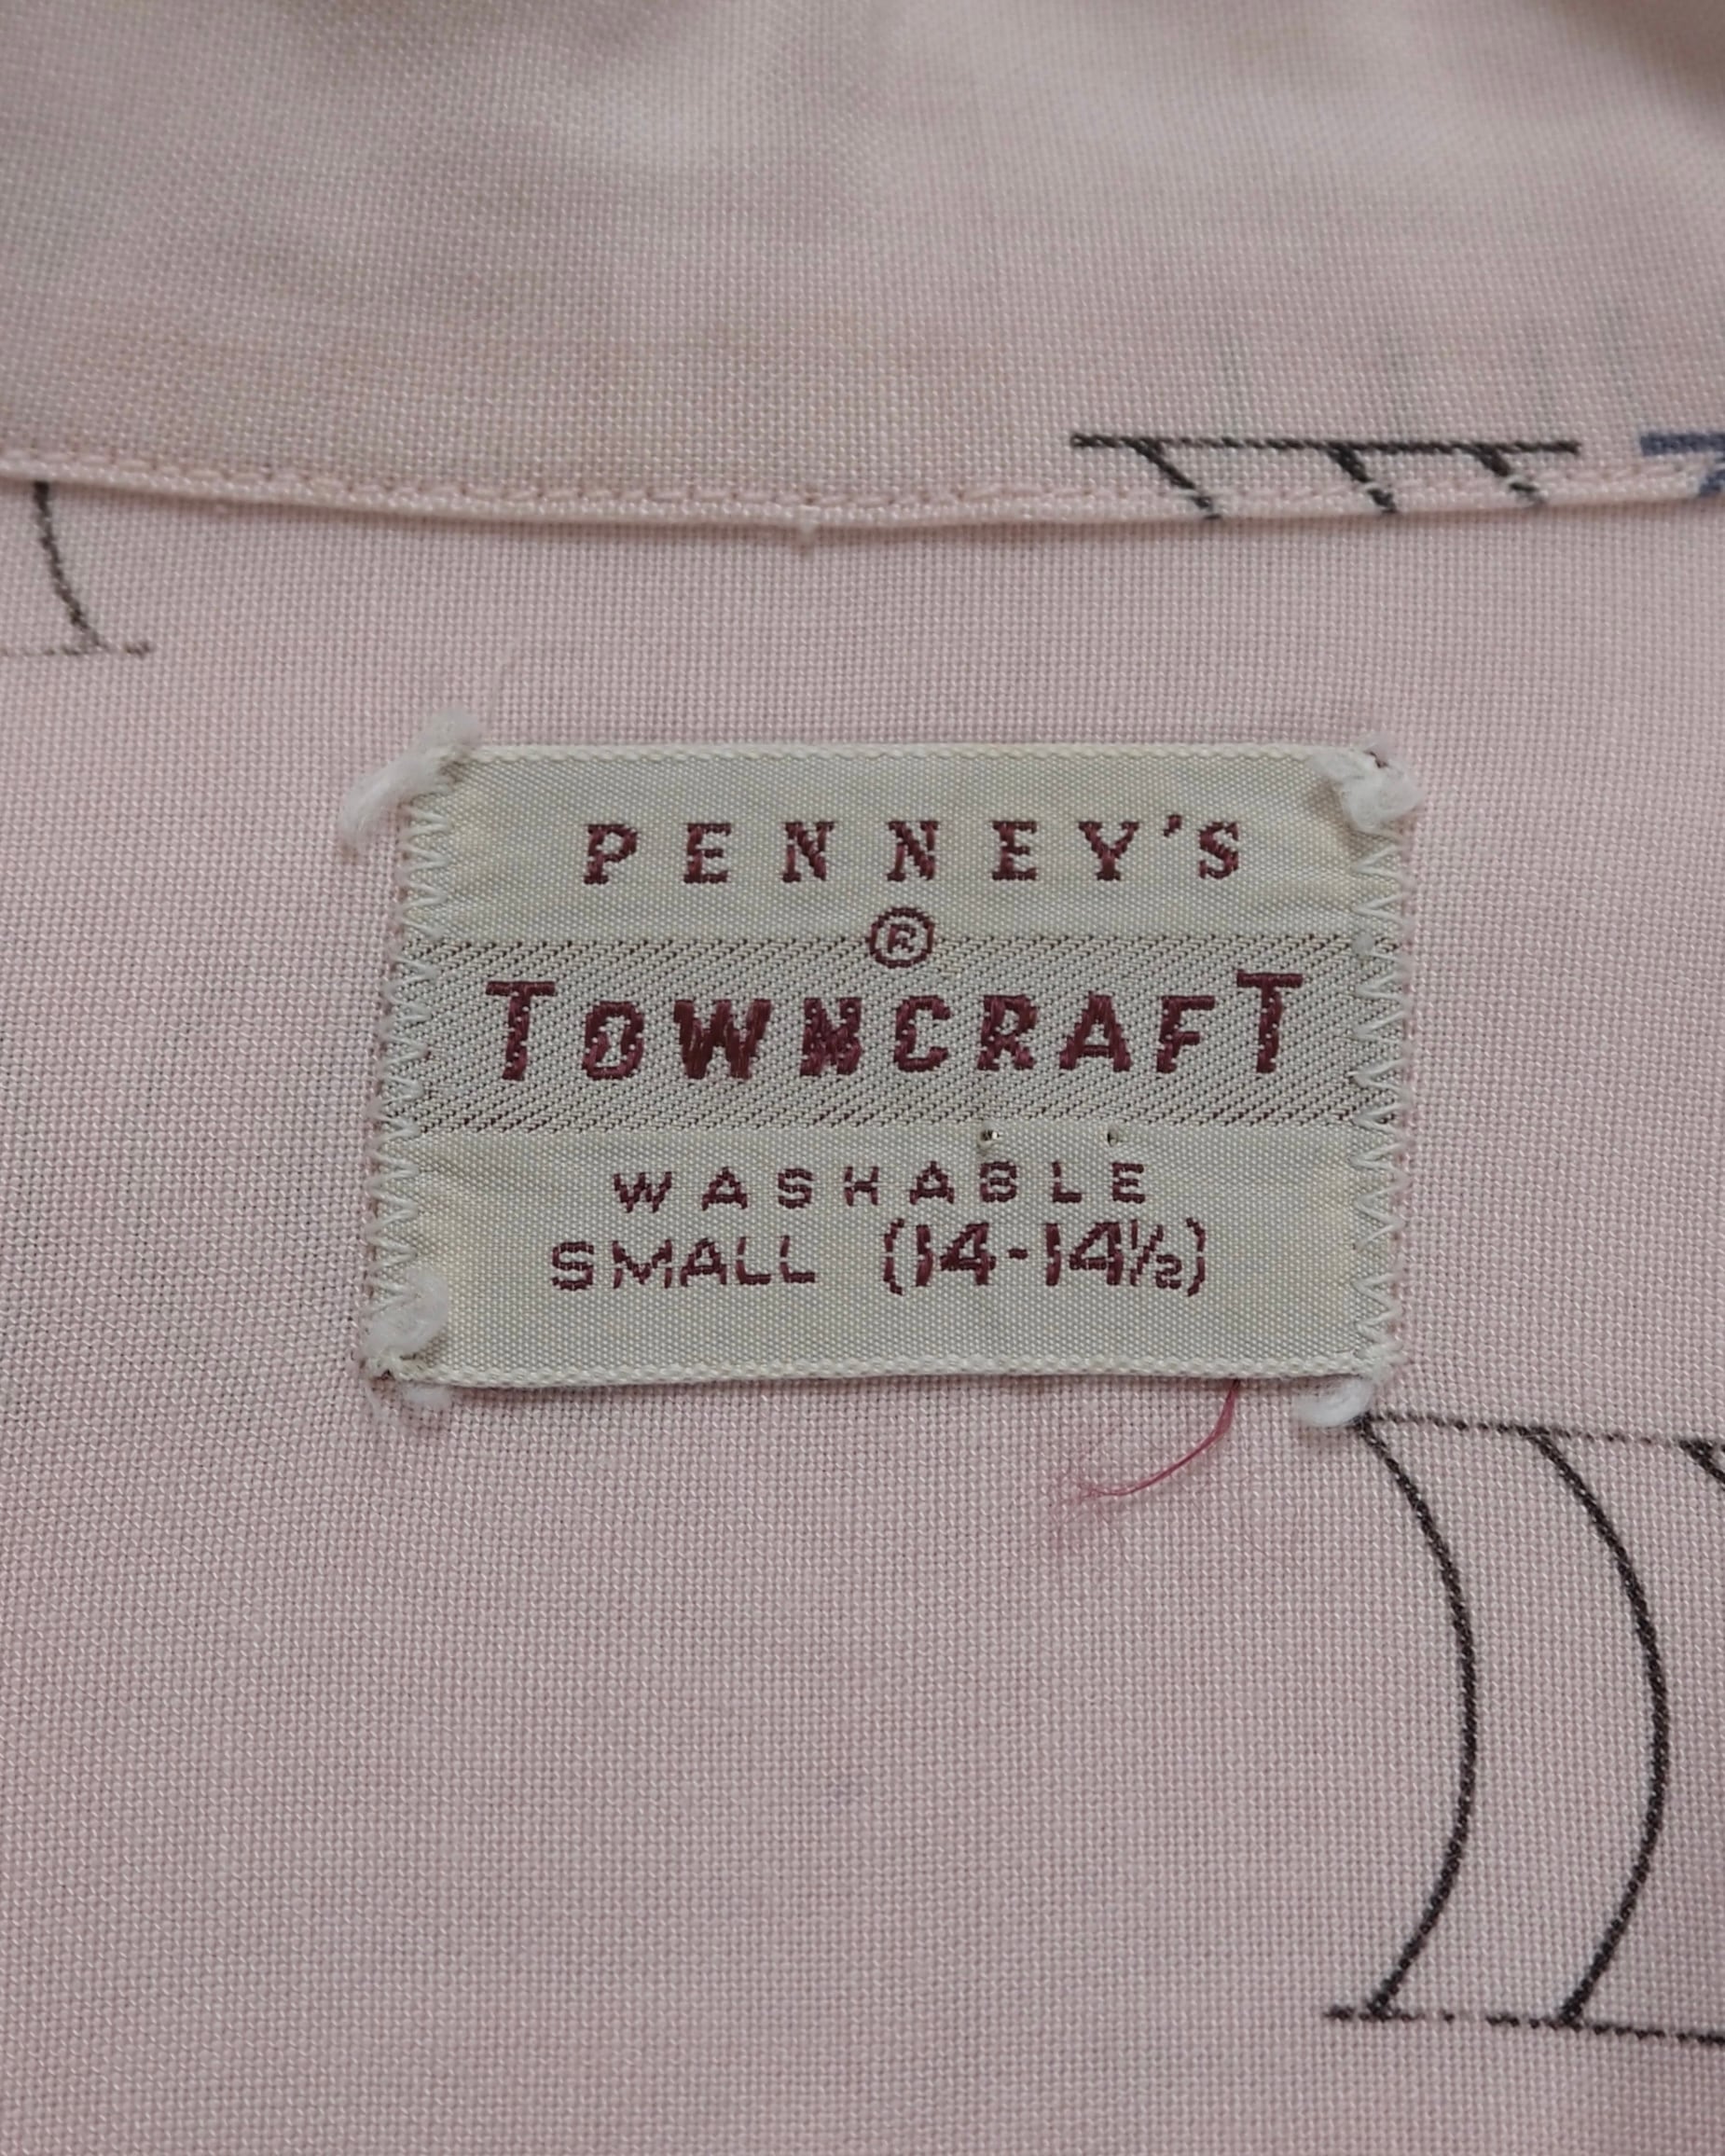 PENNEY'S
®
TOWNCRAFT
WASHABLE
SMALL (14-14½)